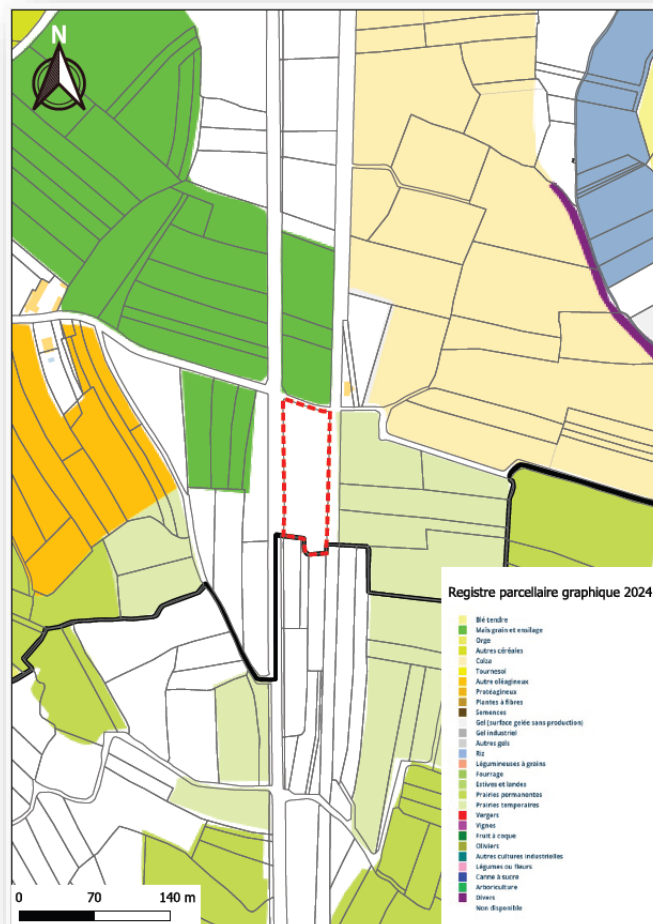 N
Registre parcellaire graphique 2024
Blé tendre
Maïs grain et ensilage
Orge
Autres céréales
Colza
Tournesol
Autre oléagineux
Protéagineux
Plantes à fibres
Semences
Gel (surface gelée sans production)
Gel industriel
Autres gels
Riz
Légumineuses à grains
Fourrage
Estives et landes
Prairies permanentes
Prairies temporaires
Vergers
Vignes
Fruit à coque
Oliviers
Autres cultures industrielles
Légumes ou fleurs
Canne à sucre
Arboriculture
Divers
Non disponible
0 70 140 m